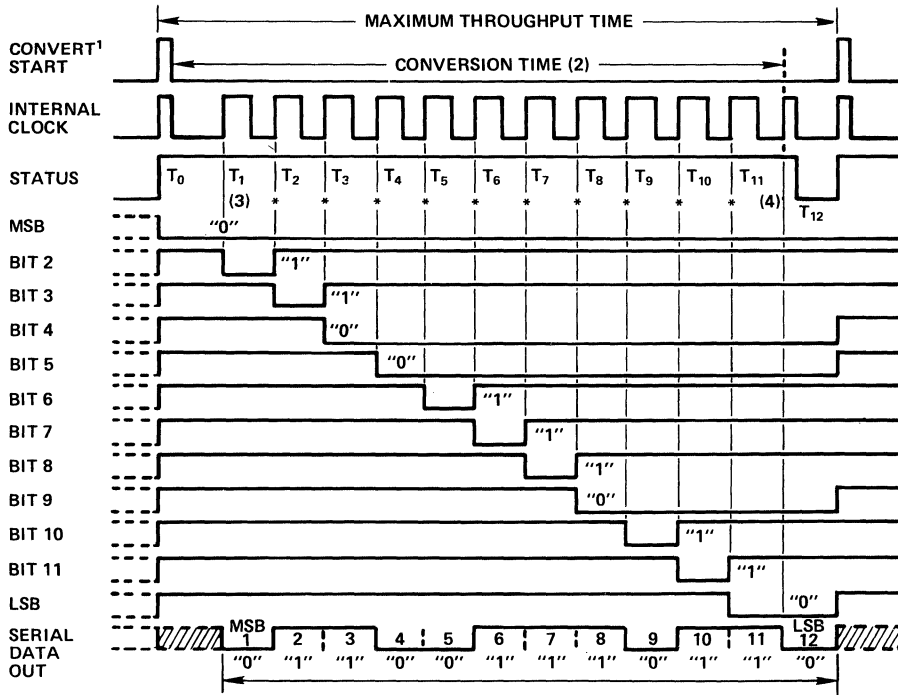 MAXIMUM THROUGHPUT TIME
CONVERT¹
START
CONVERSION TIME (2)
INTERNAL
CLOCK
STATUS
T₀ T₁ T₂ T₃ T₄ T₅ T₆ T₇ T₈ T₉ T₁₀ T₁₁
(3) * * * * * * * * * * (4) T₁₂
MSB "0"
BIT 2 "1"
BIT 3 "1"
BIT 4 "0"
BIT 5 "0"
BIT 6 "1"
BIT 7 "1"
BIT 8 "1"
BIT 9 "0"
BIT 10 "1"
BIT 11 "1"
LSB "0"
SERIAL
DATA
OUT
MSB LSB
1 2 3 4 5 6 7 8 9 10 11 12
"0" "1" "1" "0" "0" "1" "1" "1" "0" "1" "1" "0"